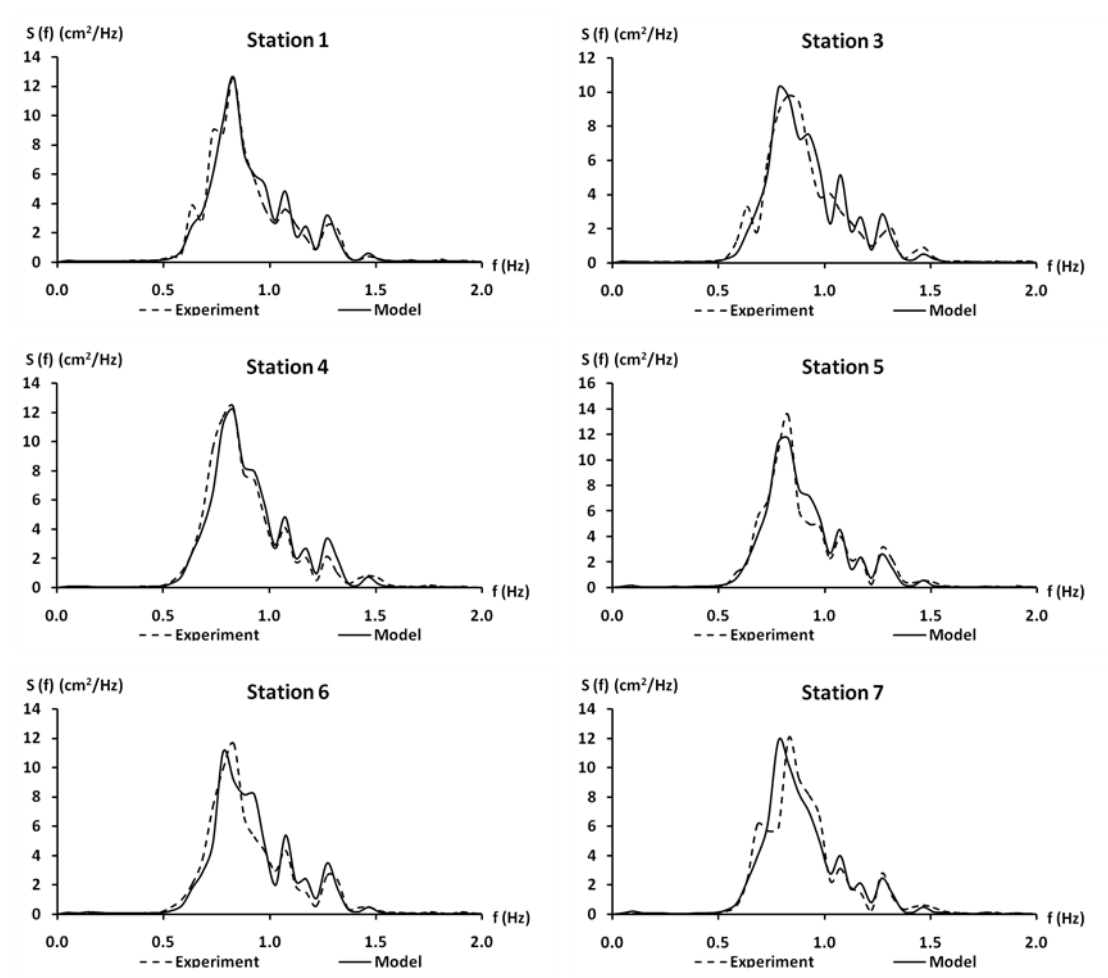 S (f) (cm²/Hz)
Station 1
14
12
10
8
6
4
2
0
f (Hz)
0.0 0.5 1.0 1.5 2.0
Experiment Model
S (f) (cm²/Hz)
Station 3
12
10
8
6
4
2
0
f (Hz)
0.0 0.5 1.0 1.5 2.0
Experiment Model
S (f) (cm²/Hz)
Station 4
14
12
10
8
6
4
2
0
f (Hz)
0.0 0.5 1.0 1.5 2.0
Experiment Model
S (f) (cm²/Hz)
Station 5
16
14
12
10
8
6
4
2
0
f (Hz)
0.0 0.5 1.0 1.5 2.0
Experiment Model
S (f) (cm²/Hz)
Station 6
14
12
10
8
6
4
2
0
f (Hz)
0.0 0.5 1.0 1.5 2.0
Experiment Model
S (f) (cm²/Hz)
Station 7
14
12
10
8
6
4
2
0
f (Hz)
0.0 0.5 1.0 1.5 2.0
Experiment Model